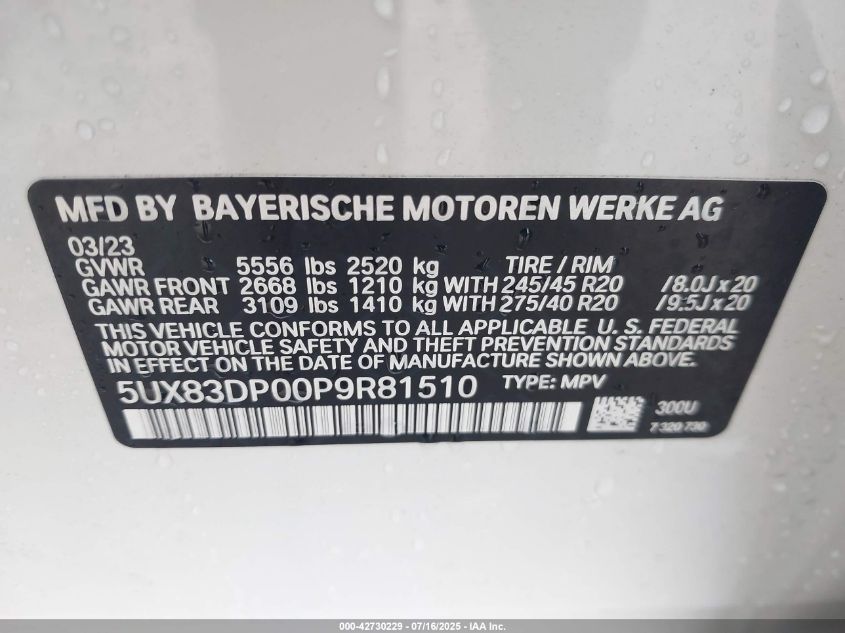 MFD BY BAYERISCHE MOTOREN WERKE AG
03/23
GVWR 5556 lbs 2520 kg TIRE / RIM
GAWR FRONT 2668 lbs 1210 kg WITH 245/45 R20 /8.0J x 20
GAWR REAR 3109 lbs 1410 kg WITH 275/40 R20 /9.5J x 20
THIS VEHICLE CONFORMS TO ALL APPLICABLE U. S. FEDERAL
MOTOR VEHICLE SAFETY AND THEFT PREVENTION STANDARDS
IN EFFECT ON THE DATE OF MANUFACTURE SHOWN ABOVE.
5UX83DP00P9R81510 TYPE: MPV
300U
7 320 730
000-42730229 - 07/16/2025 - IAA Inc.